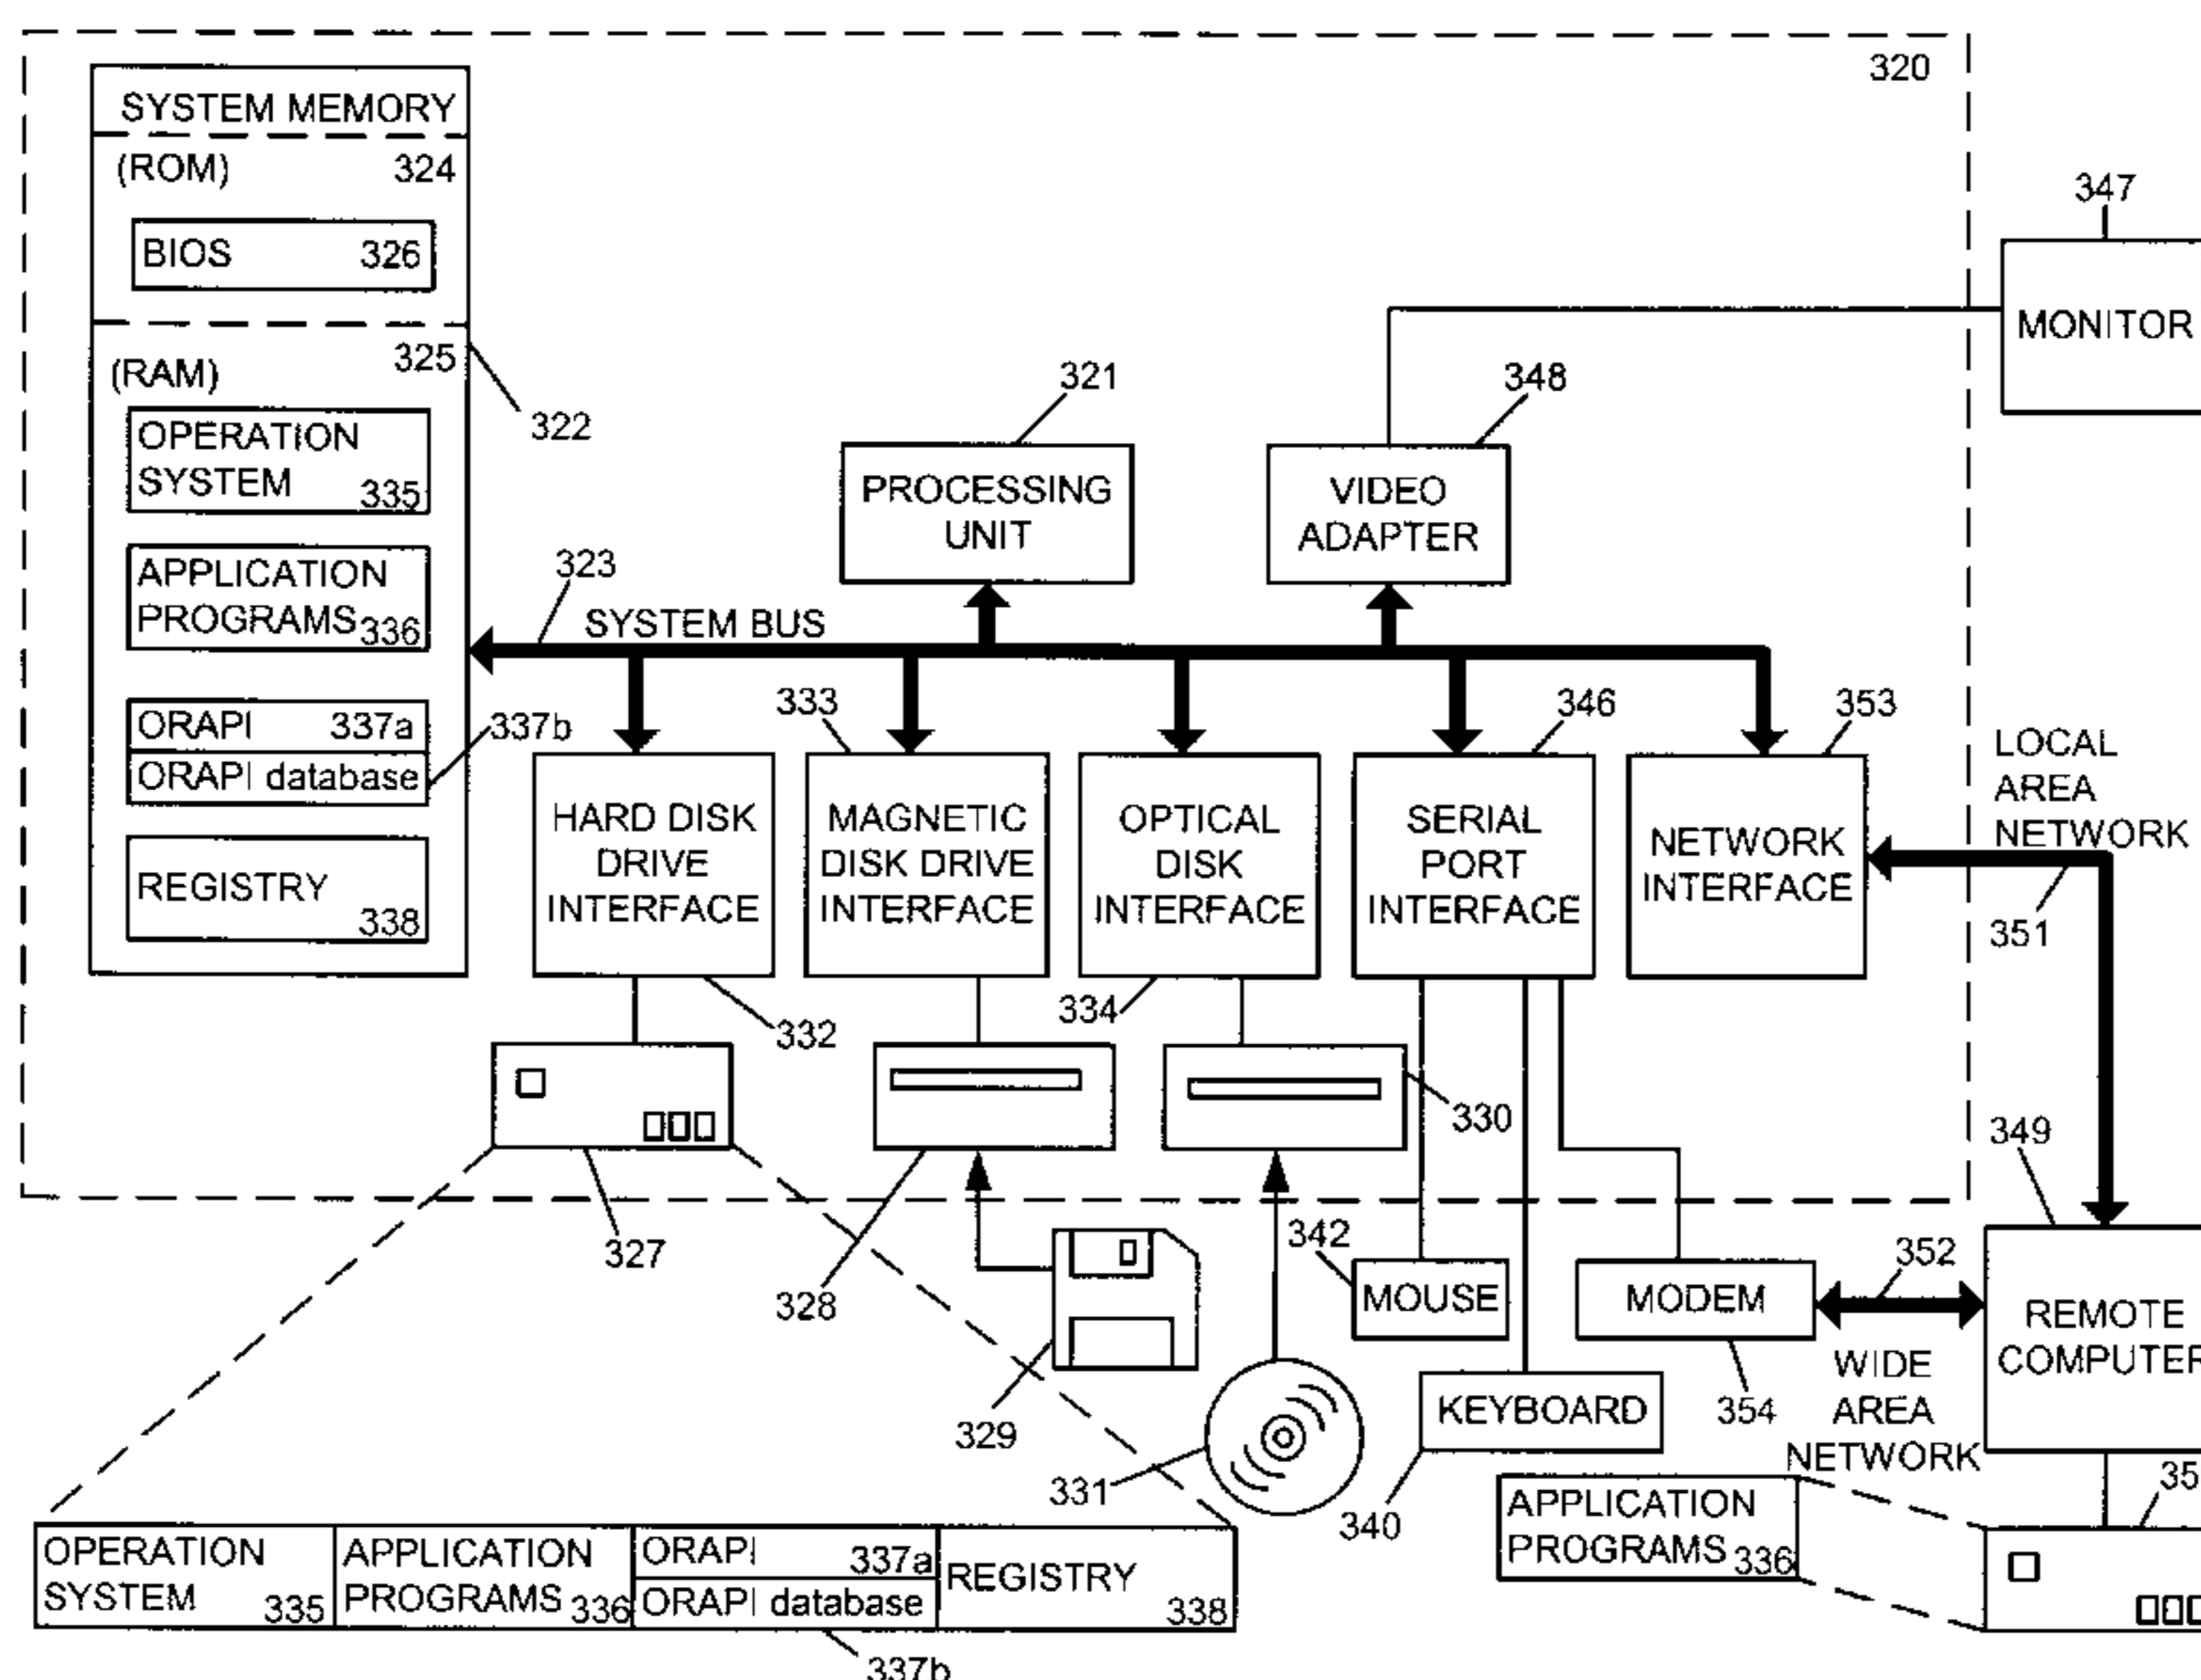 320
SYSTEM MEMORY
(ROM) 324
BIOS 326
325
(RAM)
322
OPERATION
SYSTEM 335
APPLICATION
PROGRAMS 336
ORAPI 337a
ORAPI database
337b
REGISTRY
338
323
SYSTEM BUS
321
PROCESSING
UNIT
348
VIDEO
ADAPTER
347
MONITOR
HARD DISK
DRIVE
INTERFACE
332
333
MAGNETIC
DISK DRIVE
INTERFACE
OPTICAL
DISK
INTERFACE
334
346
SERIAL
PORT
INTERFACE
353
NETWORK
INTERFACE
LOCAL
AREA
NETWORK
351
327
328
330
329
331
342
MOUSE
KEYBOARD
340
MODEM
354
352
WIDE
AREA
NETWORK
349
REMOTE
COMPUTER
APPLICATION
PROGRAMS 336
OPERATION
SYSTEM 335
APPLICATION
PROGRAMS 336
ORAPI 337a
ORAPI database
REGISTRY
338
337b